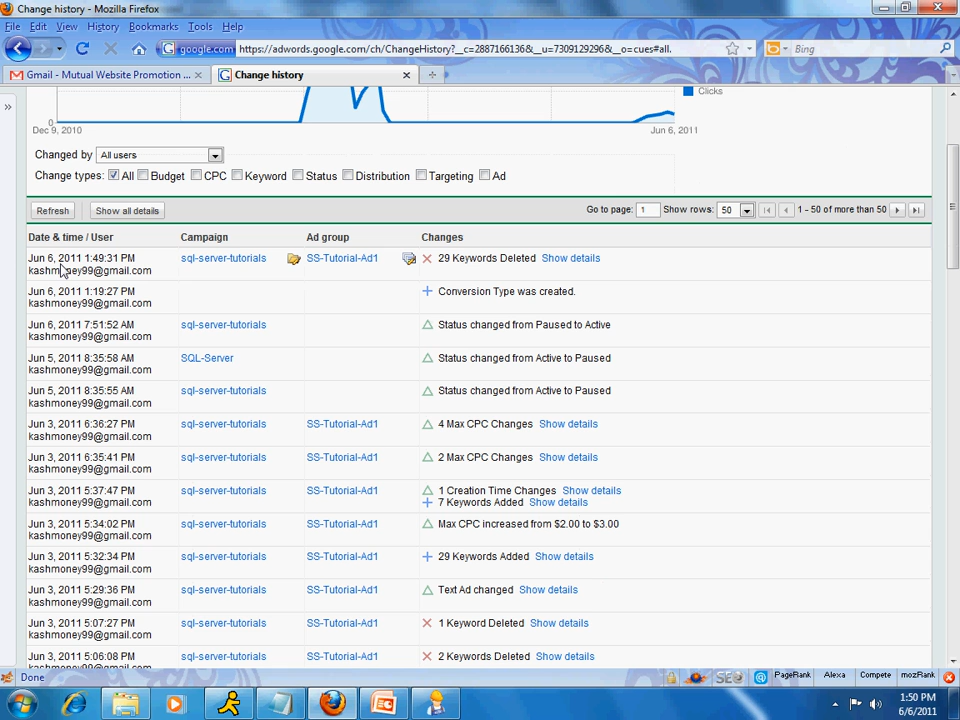 Change history - Mozilla Firefox
File Edit View History Bookmarks Tools Help
google.com https://adwords.google.com/ch/ChangeHistory?__c=2887166136&__u=7309129296&__o=cues#all. Bing
Gmail - Mutual Website Promotion ... Change history
Clicks
0
Dec 9, 2010 Jun 6, 2011
Changed by All users
Change types: All Budget CPC Keyword Status Distribution Targeting Ad
Refresh Show all details Go to page: 1 Show rows: 50 1 - 50 of more than 50
Date & time / User Campaign Ad group Changes
Jun 6, 2011 1:49:31 PM sql-server-tutorials SS-Tutorial-Ad1 29 Keywords Deleted Show details
kashmoney99@gmail.com
Jun 6, 2011 1:19:27 PM Conversion Type was created.
kashmoney99@gmail.com
Jun 6, 2011 7:51:52 AM sql-server-tutorials Status changed from Paused to Active
kashmoney99@gmail.com
Jun 5, 2011 8:35:58 AM SQL-Server Status changed from Active to Paused
kashmoney99@gmail.com
Jun 5, 2011 8:35:55 AM sql-server-tutorials Status changed from Active to Paused
kashmoney99@gmail.com
Jun 3, 2011 6:36:27 PM sql-server-tutorials SS-Tutorial-Ad1 4 Max CPC Changes Show details
kashmoney99@gmail.com
Jun 3, 2011 6:35:41 PM sql-server-tutorials SS-Tutorial-Ad1 2 Max CPC Changes Show details
kashmoney99@gmail.com
Jun 3, 2011 5:37:47 PM sql-server-tutorials SS-Tutorial-Ad1 1 Creation Time Changes Show details
kashmoney99@gmail.com 7 Keywords Added Show details
Jun 3, 2011 5:34:02 PM sql-server-tutorials SS-Tutorial-Ad1 Max CPC increased from $2.00 to $3.00
kashmoney99@gmail.com
Jun 3, 2011 5:32:34 PM sql-server-tutorials SS-Tutorial-Ad1 29 Keywords Added Show details
kashmoney99@gmail.com
Jun 3, 2011 5:29:36 PM sql-server-tutorials SS-Tutorial-Ad1 Text Ad changed Show details
kashmoney99@gmail.com
Jun 3, 2011 5:07:27 PM sql-server-tutorials SS-Tutorial-Ad1 1 Keyword Deleted Show details
kashmoney99@gmail.com
Jun 3, 2011 5:06:08 PM sql-server-tutorials SS-Tutorial-Ad1 2 Keywords Deleted Show details
kashmoney99@gmail.com
Done PageRank Alexa Compete mozRank
1:50 PM
6/6/2011